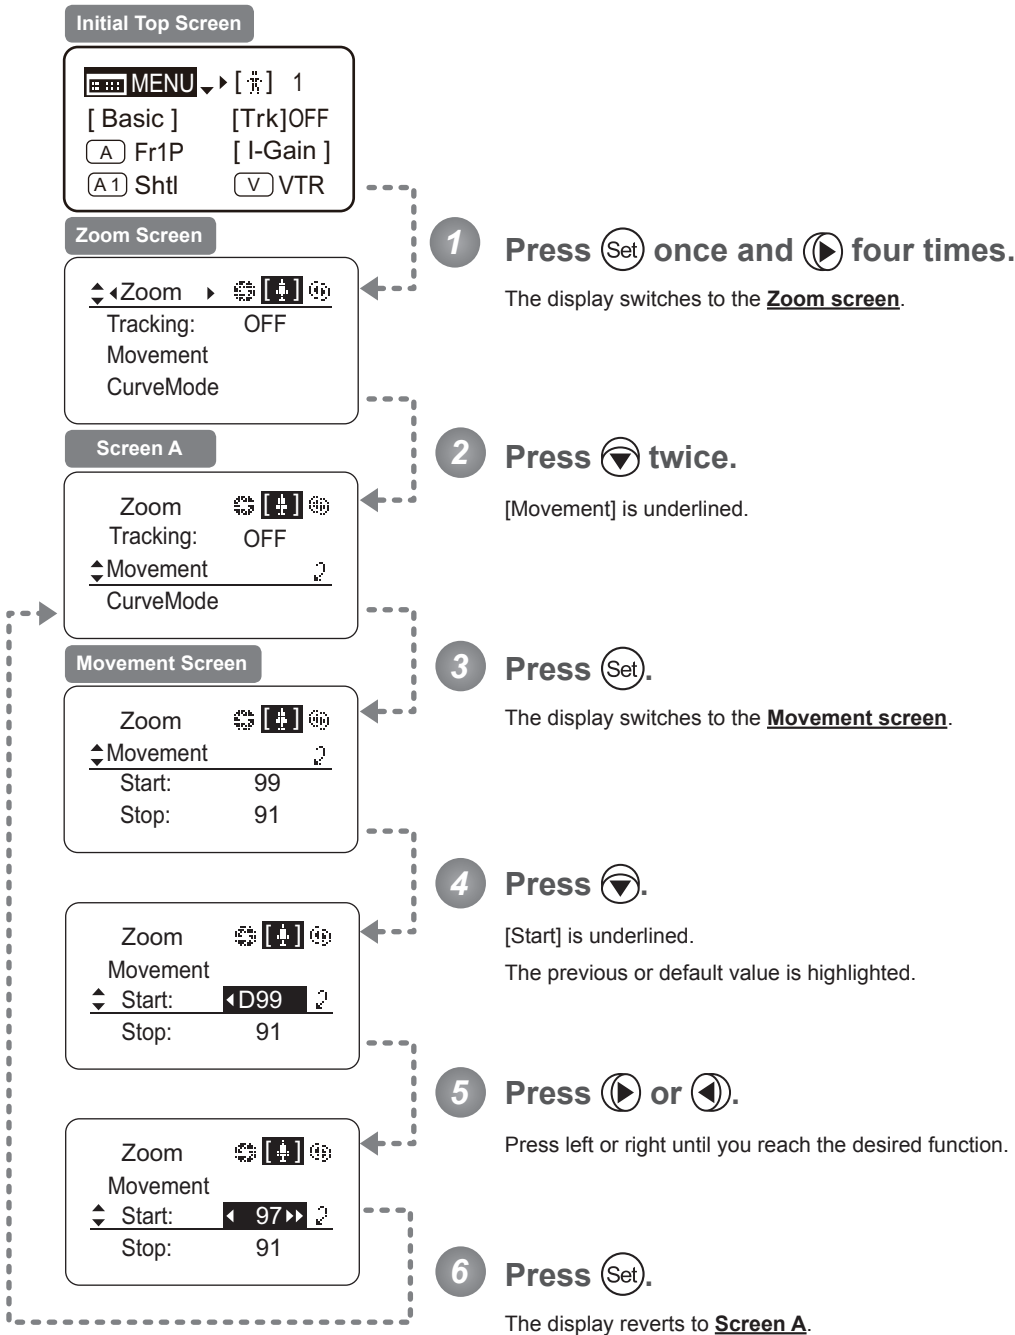 Initial Top Screen
MENU [ ] 1
[ Basic ] [Trk]OFF
A Fr1P [ I-Gain ]
A1 Shtl V VTR
Zoom Screen
Zoom [ ]
Tracking: OFF
Movement
CurveMode
1 Press Set once and four times.
The display switches to the Zoom screen.
Screen A
Zoom [ ]
Tracking: OFF
Movement
CurveMode
2 Press twice.
[Movement] is underlined.
Movement Screen
Zoom [ ]
Movement
Start: 99
Stop: 91
3 Press Set.
The display switches to the Movement screen.
Zoom [ ]
Movement
Start: D99
Stop: 91
4 Press .
[Start] is underlined.
The previous or default value is highlighted.
Zoom [ ]
Movement
Start: 97
Stop: 91
5 Press or .
Press left or right until you reach the desired function.
6 Press Set.
The display reverts to Screen A.